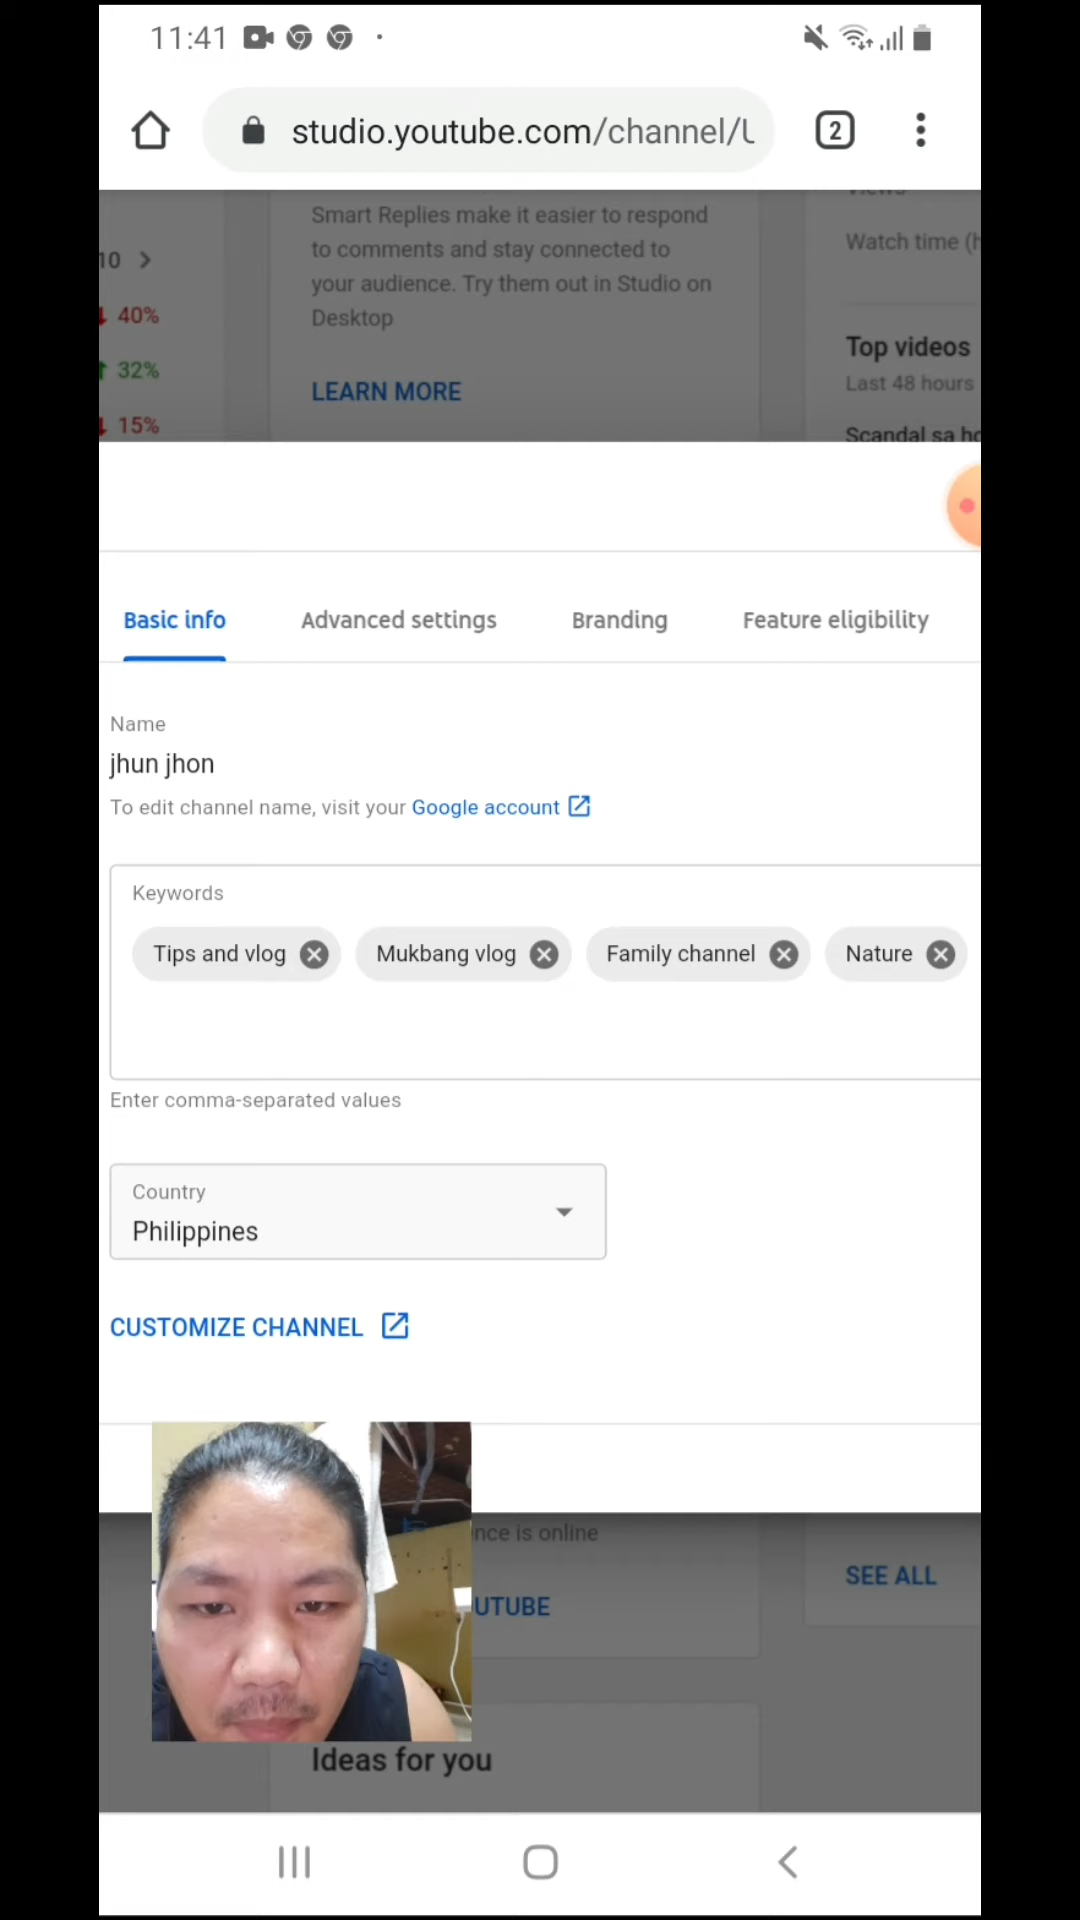 11:41
studio.youtube.com/channel/
2
Smart Replies make it easier to respond
to comments and stay connected to
your audience. Try them out in Studio on
Desktop
LEARN MORE
10
40%
32%
15%
Views
Watch time
Top videos
Last 48 hours
Scandal sa
Basic info
Advanced settings
Branding
Feature eligibility
Name
jhun jhon
To edit channel name, visit your Google account
Keywords
Tips and vlog
Mukbang vlog
Family channel
Nature
Enter comma-separated values
Country
Philippines
CUSTOMIZE CHANNEL
is online
UTUBE
SEE ALL
Ideas for you